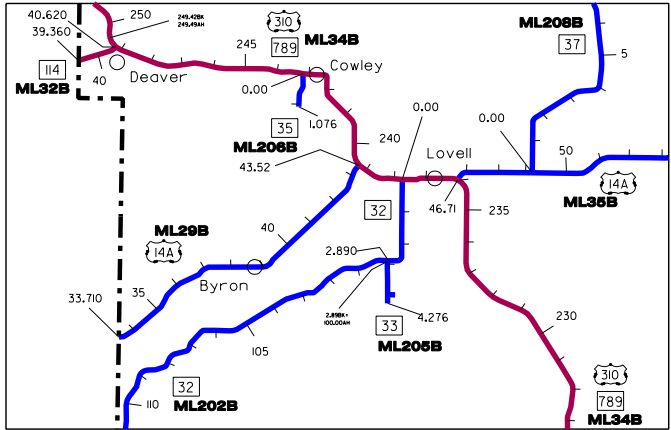 250
249.42BK
249.49AH
310
ML208B
40.620
789
ML34B
37
39.360
245
5
114
40
Deaver
Cowley
ML32B
0.00
0.00
1.076
35
240
0.00
ML206B
43.52
Lovell
50
14A
32
46.71
235
ML35B
ML29B
40
14A
2.890
Byron
33.710
35
2.89BK=
100.00AH
4.276
33
230
105
ML205B
310
32
110
ML202B
789
ML34B